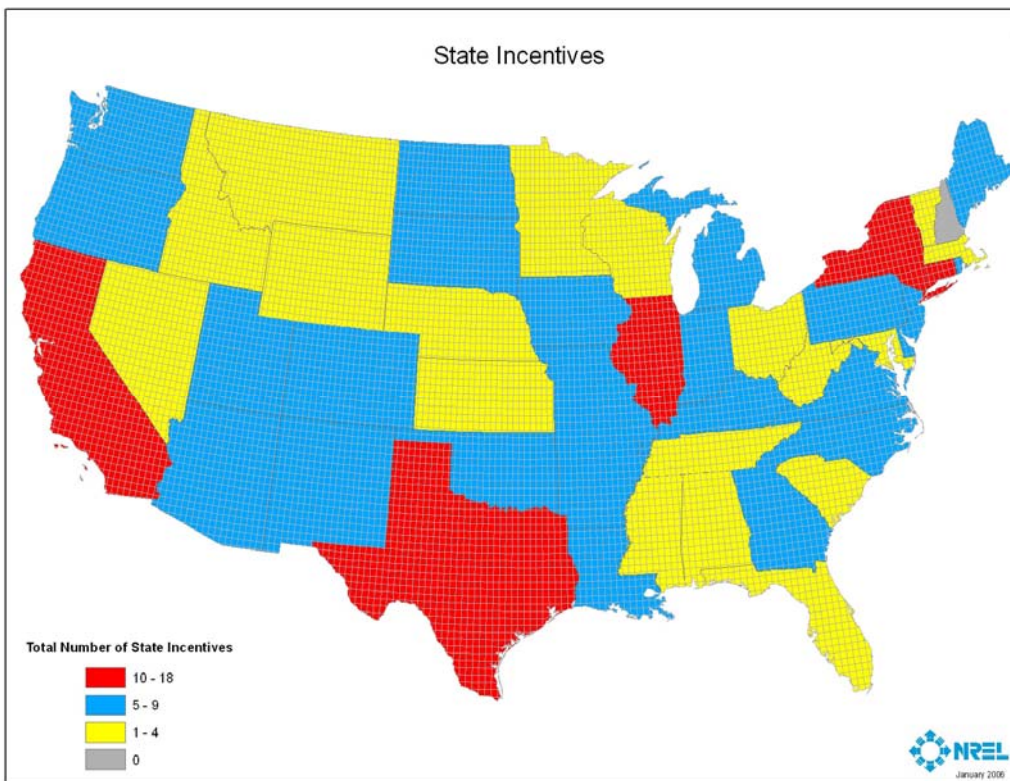 State Incentives
Total Number of State Incentives
10 - 18
5 - 9
1 - 4
0
NREL
January 2006